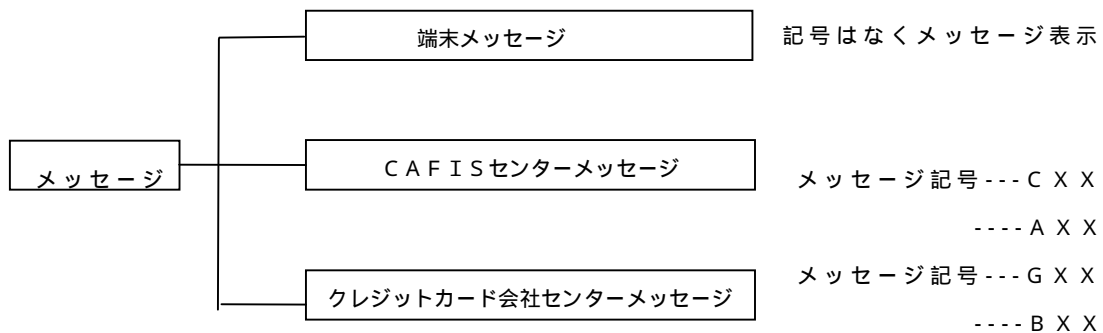 端末メッセージ 記号はなくメッセージ表示
メッセージ
ＣＡＦＩＳセンターメッセージ
メッセージ記号---ＣＸＸ
----ＡＸＸ
クレジットカード会社センターメッセージ
メッセージ記号---ＧＸＸ
----ＢＸＸ